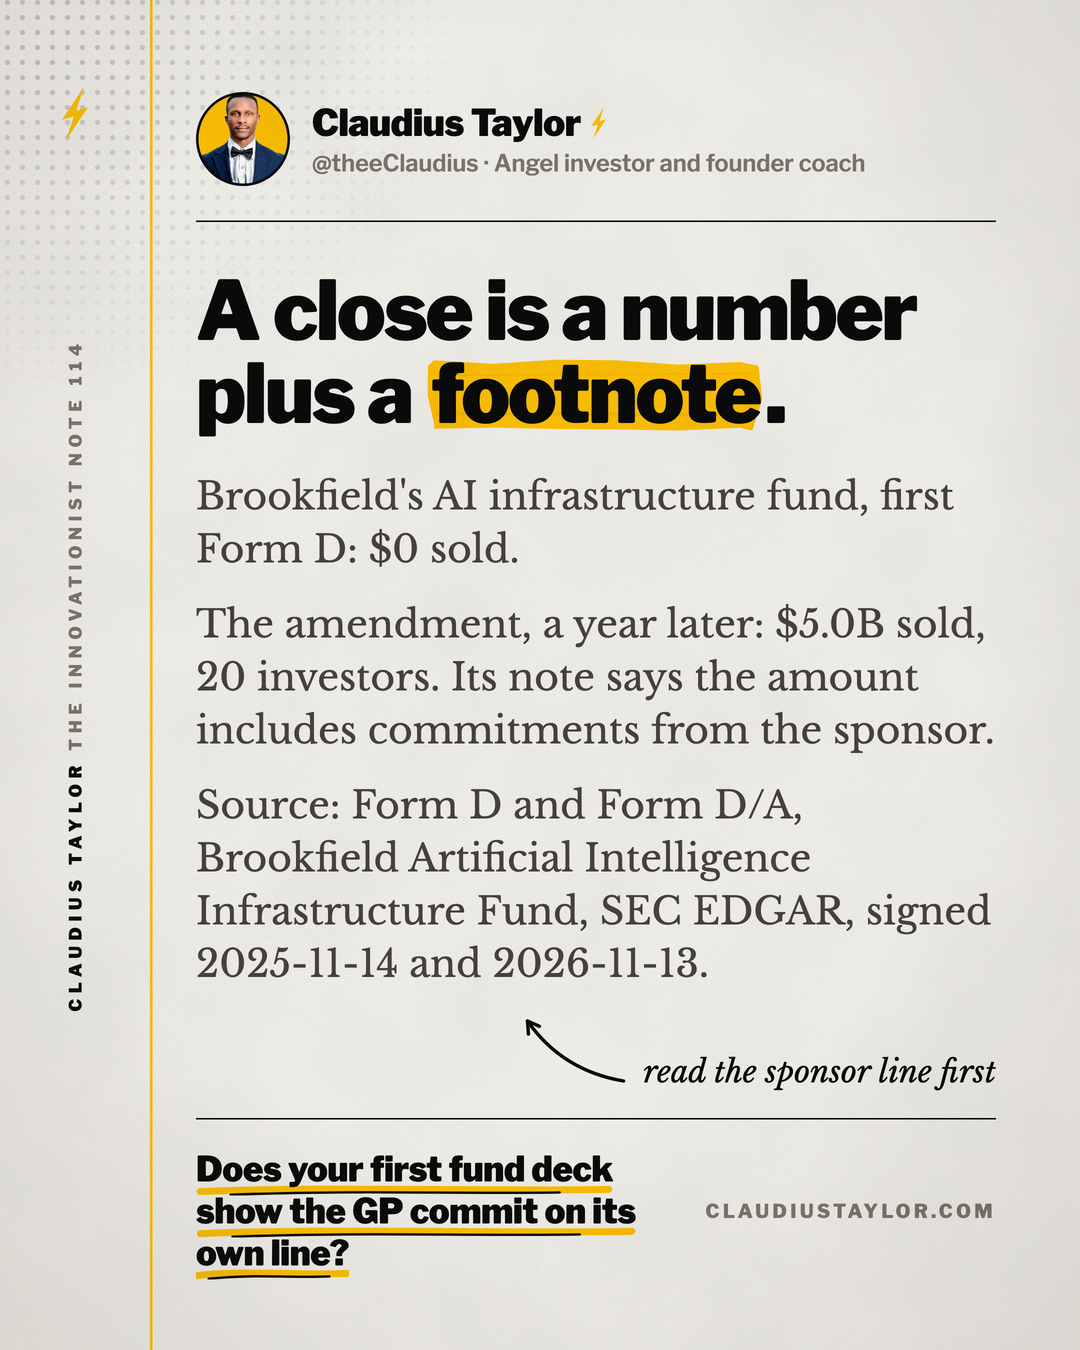 Claudius Taylor
@theeClaudius · Angel investor and founder coach
A close is a number
plus a footnote.
Brookfield's AI infrastructure fund, first
Form D: $0 sold.
The amendment, a year later: $5.0B sold,
20 investors. Its note says the amount
includes commitments from the sponsor.
Source: Form D and Form D/A,
Brookfield Artificial Intelligence
Infrastructure Fund, SEC EDGAR, signed
2025-11-14 and 2026-11-13.
read the sponsor line first
Does your first fund deck
show the GP commit on its
own line?
CLAUDIUSTAYLOR.COM
CLAUDIUS TAYLOR THE INNOVATIONIST NOTE 114